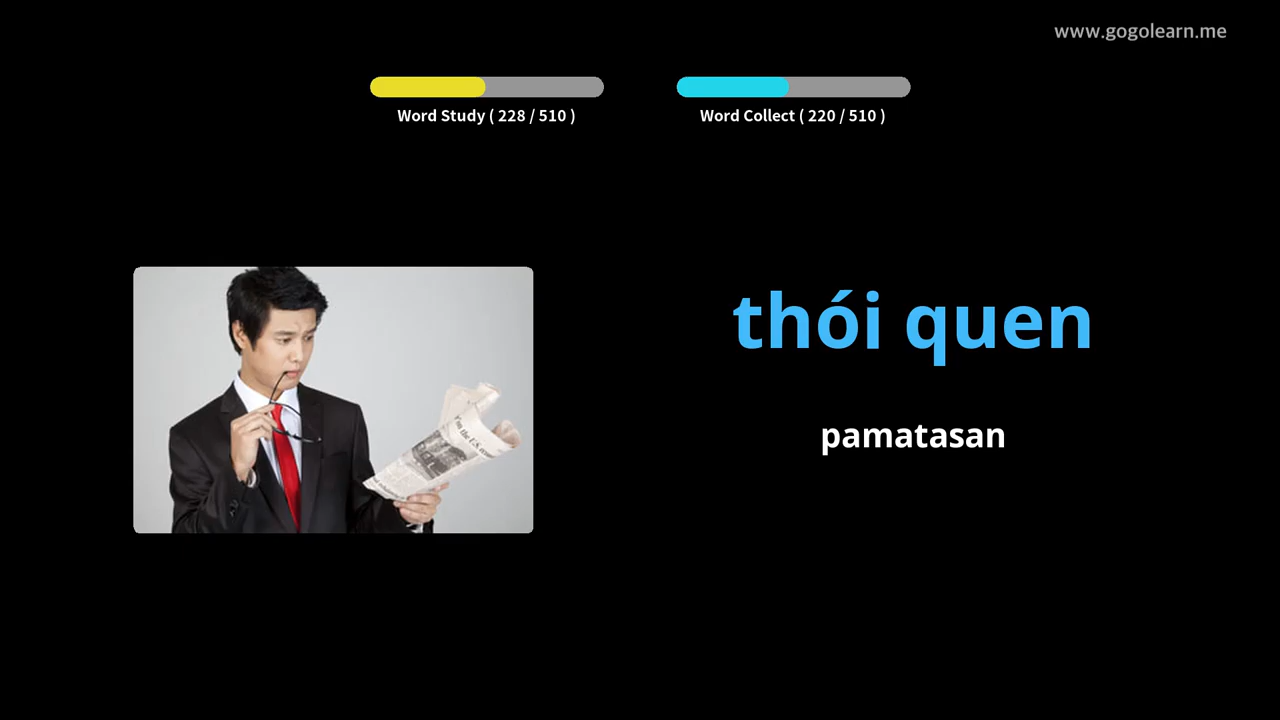 www.gogolearn.me
Word Study ( 228 / 510 )
Word Collect ( 220 / 510 )
thói quen
pamatasan